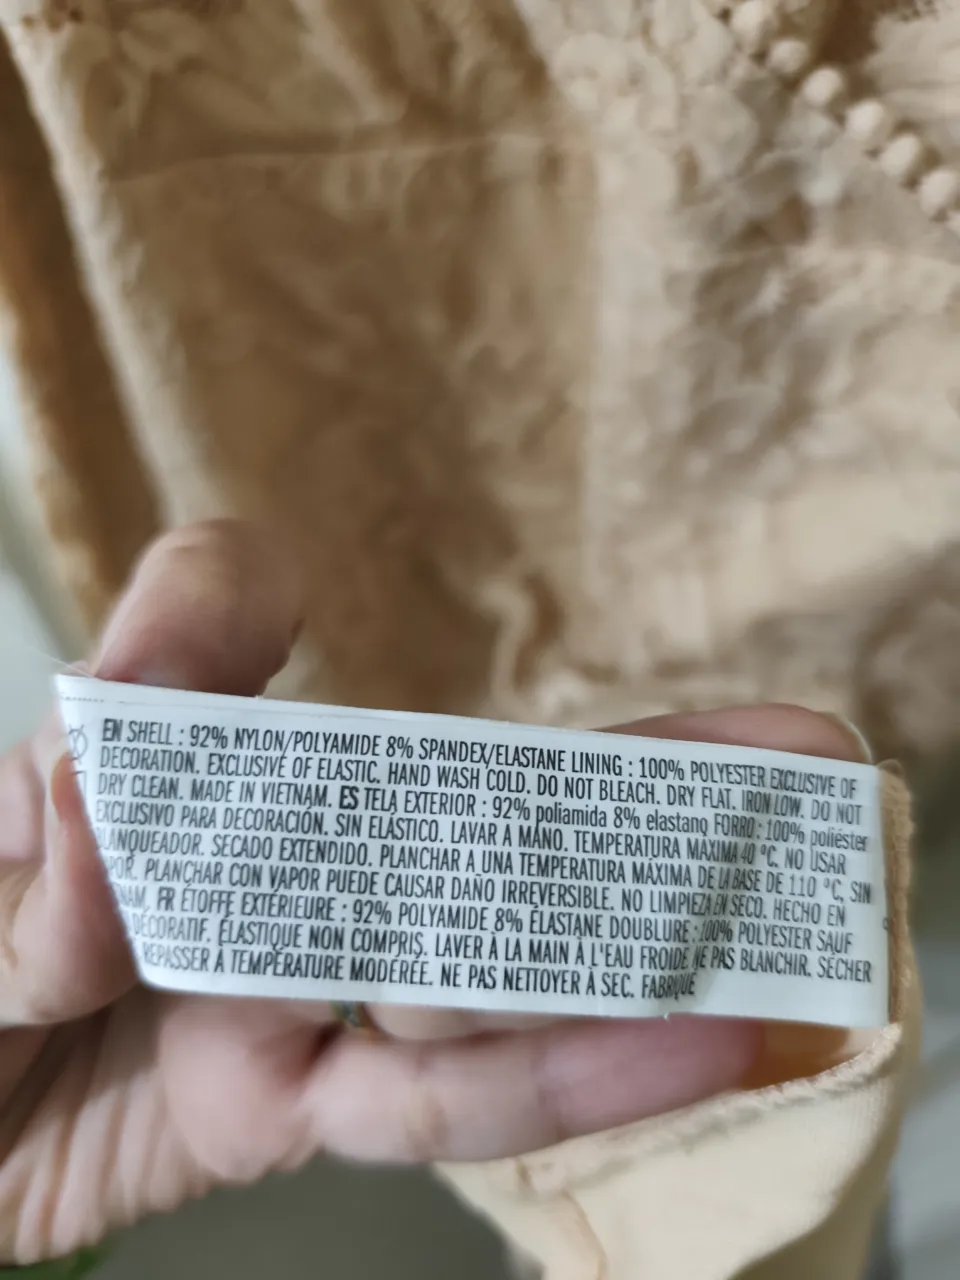 EN SHELL : 92% NYLON/POLYAMIDE 8% SPANDEX/ELASTANE LINING : 100% POLYESTER EXCLUSIVE OF
DECORATION. EXCLUSIVE OF ELASTIC. HAND WASH COLD. DO NOT BLEACH. DRY FLAT. IRON LOW. DO NOT
DRY CLEAN. MADE IN VIETNAM. ES TELA EXTERIOR : 92% poliamida 8% elastano FORRO : 100% poliéster
EXCLUSIVO PARA DECORACIÓN. SIN ELÁSTICO. LAVAR A MANO. TEMPERATURA MAXIMA 40 °C. NO USAR
BLANQUEADOR. SECADO EXTENDIDO. PLANCHAR A UNA TEMPERATURA MÁXIMA DE LA BASE DE 110 °C, SIN
POR. PLANCHAR CON VAPOR PUEDE CAUSAR DAÑO IRREVERSIBLE. NO LIMPIEZA EN SECO. HECHO EN
NAM. FR ÉTOFFE EXTÉRIEURE : 92% POLYAMIDE 8% ÉLASTANE DOUBLURE : 100% POLYESTER SAUF
DÉCORATIF. ÉLASTIQUE NON COMPRIS. LAVER À LA MAIN À L'EAU FROIDE NE PAS BLANCHIR. SÉCHER
REPASSER À TEMPÉRATURE MODÉRÉE. NE PAS NETTOYER À SEC. FABRIQUÉ